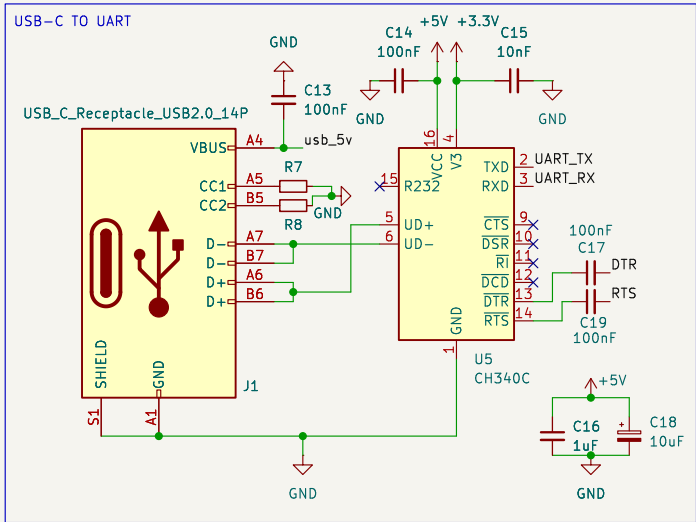 USB-C TO UART
GND
C13
100nF
USB_C_Receptacle_USB2.0_14P
VBUS
A4
usb_5v
CC1
A5
R7
CC2
B5
R8
GND
D-
A7
D-
B7
D+
A6
D+
B6
SHIELD
GND
S1
A1
J1
GND
+5V
+3.3V
C14
100nF
GND
C15
10nF
GND
16
4
VCC
V3
15
R232
TXD
2
UART_TX
RXD
3
UART_RX
5
UD+
6
UD-
CTS
9
DSR
10
RI
11
DCD
12
DTR
13
RTS
14
GND
1
U5
CH340C
100nF
C17
DTR
RTS
C19
100nF
+5V
C16
1uF
+
C18
10uF
GND